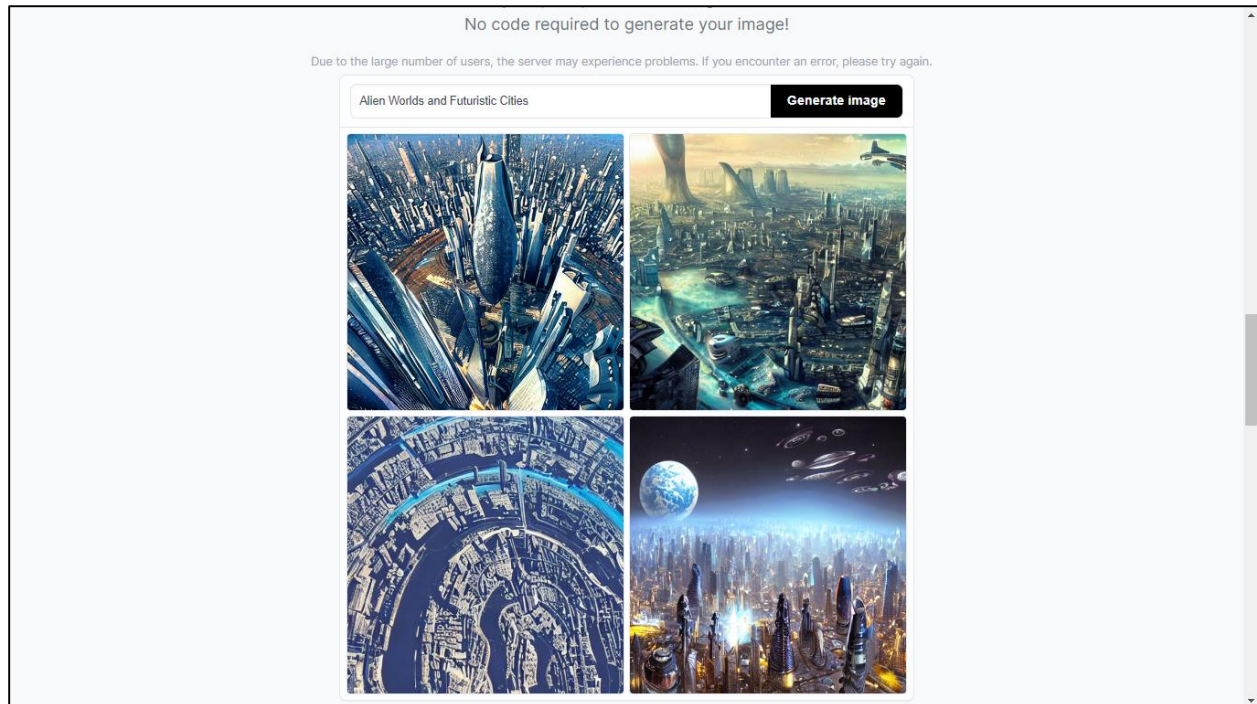 No code required to generate your image!
Due to the large number of users, the server may experience problems. If you encounter an error, please try again.
Alien Worlds and Futuristic Cities
Generate image